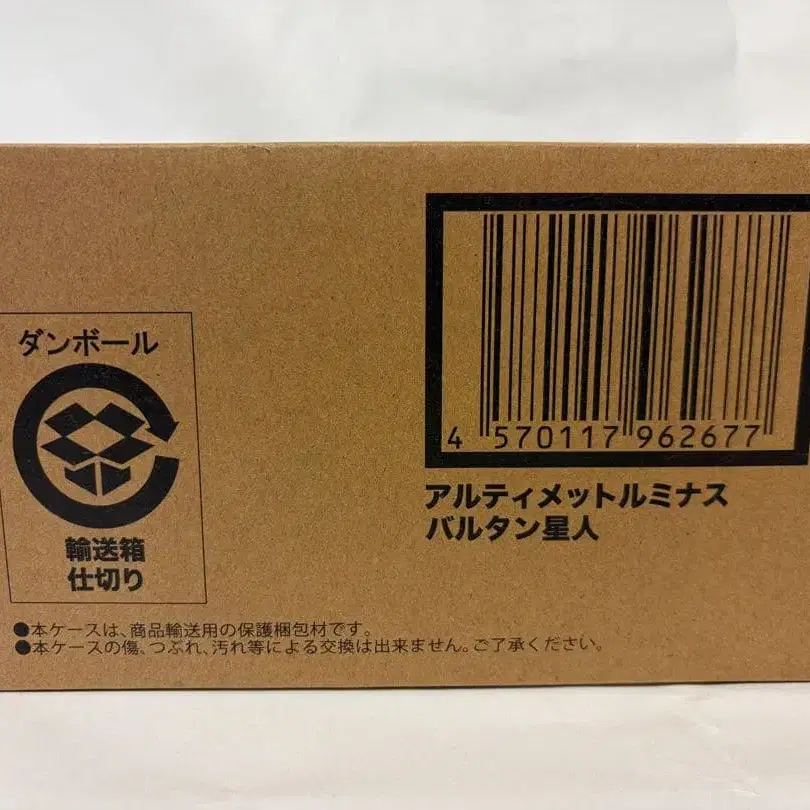 4 570117 962677
アルティメットルミナス
バルタン星人
ダンボール
輸送箱
仕切り
●本ケースは、商品輸送用の保護梱包材です。
●本ケースの傷、つぶれ、汚れ等による交換は出来ません。ご了承ください。